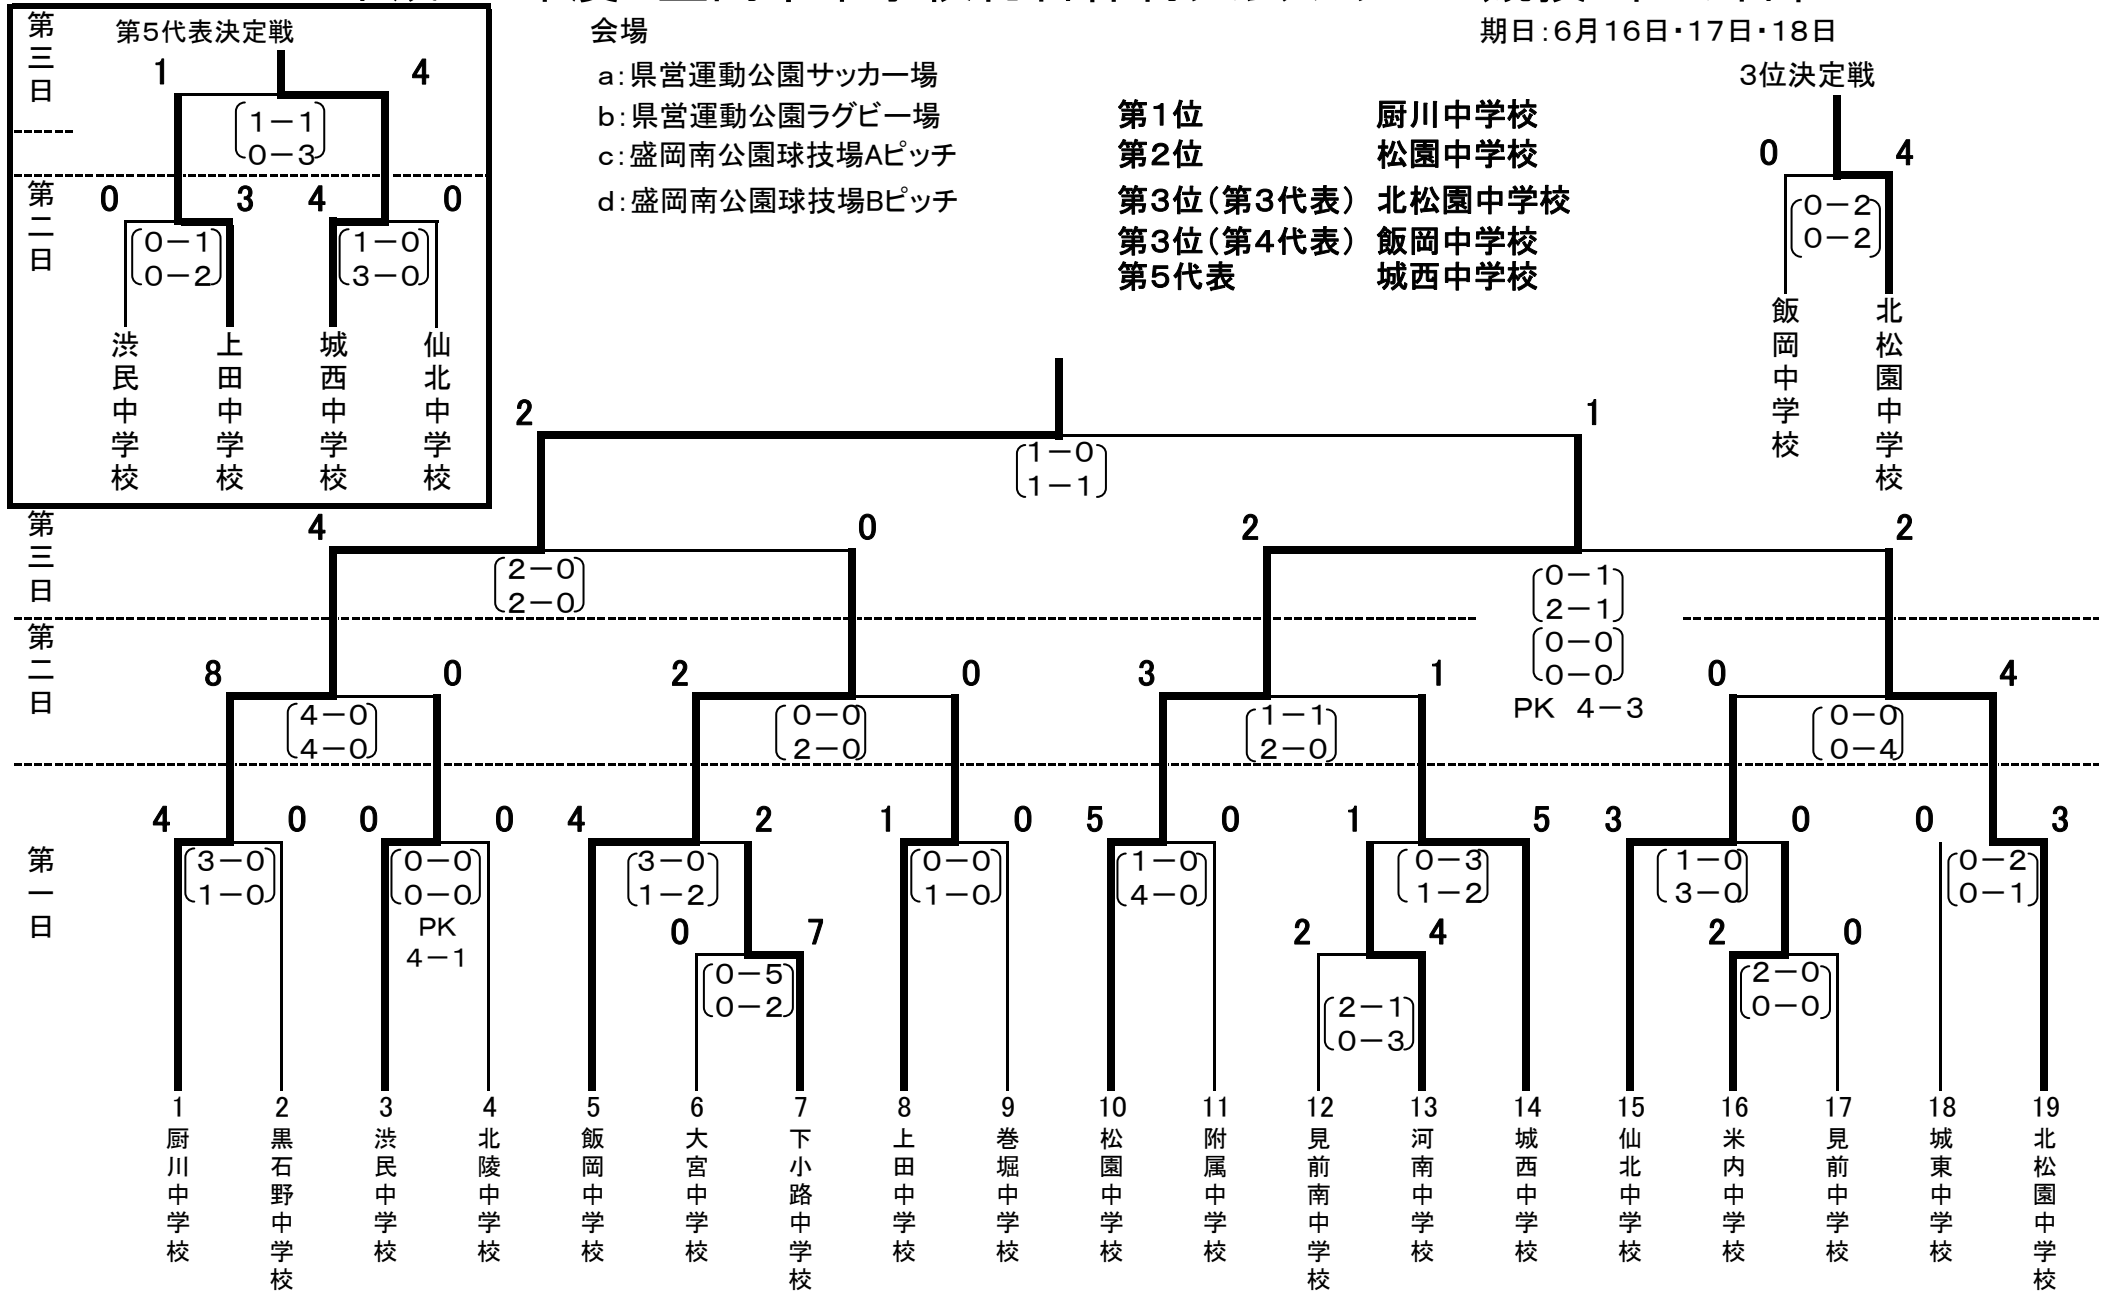 第三日
第5代表決定戦
1 4
1－1
0－3
第二日
0 3 4 0
0－1
0－2
1－0
3－0
渋民中学校
上田中学校
城西中学校
仙北中学校
会場
a:県営運動公園サッカー場
b:県営運動公園ラグビー場
c:盛岡南公園球技場Aピッチ
d:盛岡南公園球技場Bピッチ
期日:6月16日・17日・18日
第1位 厨川中学校
第2位 松園中学校
第3位（第3代表） 北松園中学校
第3位（第4代表） 飯岡中学校
第5代表 城西中学校
3位決定戦
0 4
0－2
0－2
飯岡中学校
北松園中学校
2 1
1－0
1－1
第三日
4 0 2 2
2－0
2－0
0－1
2－1
0－0
0－0
PK 4－3
第二日
8 0 2 0 3 1 0 4
4－0
4－0
0－0
2－0
1－1
2－0
0－0
0－4
第一日
4 0 0 0 4 2 1 0 5 0 1 5 3 0 0 3
3－0
1－0
0－0
0－0
PK
4－1
3－0
1－2
0－0
1－0
1－0
4－0
0－3
1－2
1－0
3－0
0－2
0－1
0 7 2 4 2 0
0－5
0－2
2－1
0－3
2－0
0－0
1 2 3 4 5 6 7 8 9 10 11 12 13 14 15 16 17 18 19
厨川中学校
黒石野中学校
渋民中学校
北陵中学校
飯岡中学校
大宮中学校
下小路中学校
上田中学校
巻堀中学校
松園中学校
附属中学校
見前南中学校
河南中学校
城西中学校
仙北中学校
米内中学校
見前中学校
城東中学校
北松園中学校